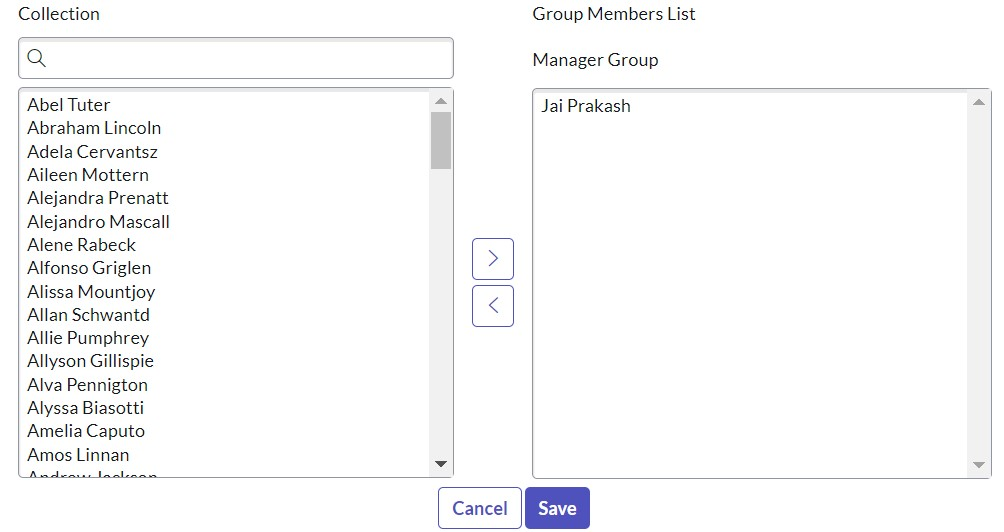 Collection
Abel Tuter
Abraham Lincoln
Adela Cervantsz
Aileen Mottern
Alejandra Prenatt
Alejandro Mascall
Alene Rabeck
Alfonso Griglen
Alissa Mountjoy
Allan Schwantd
Allie Pumphrey
Allyson Gillispie
Alva Pennigton
Alyssa Biasotti
Amelia Caputo
Amos Linnan
Andrew Jackson
Group Members List
Manager Group
Jai Prakash
Cancel
Save